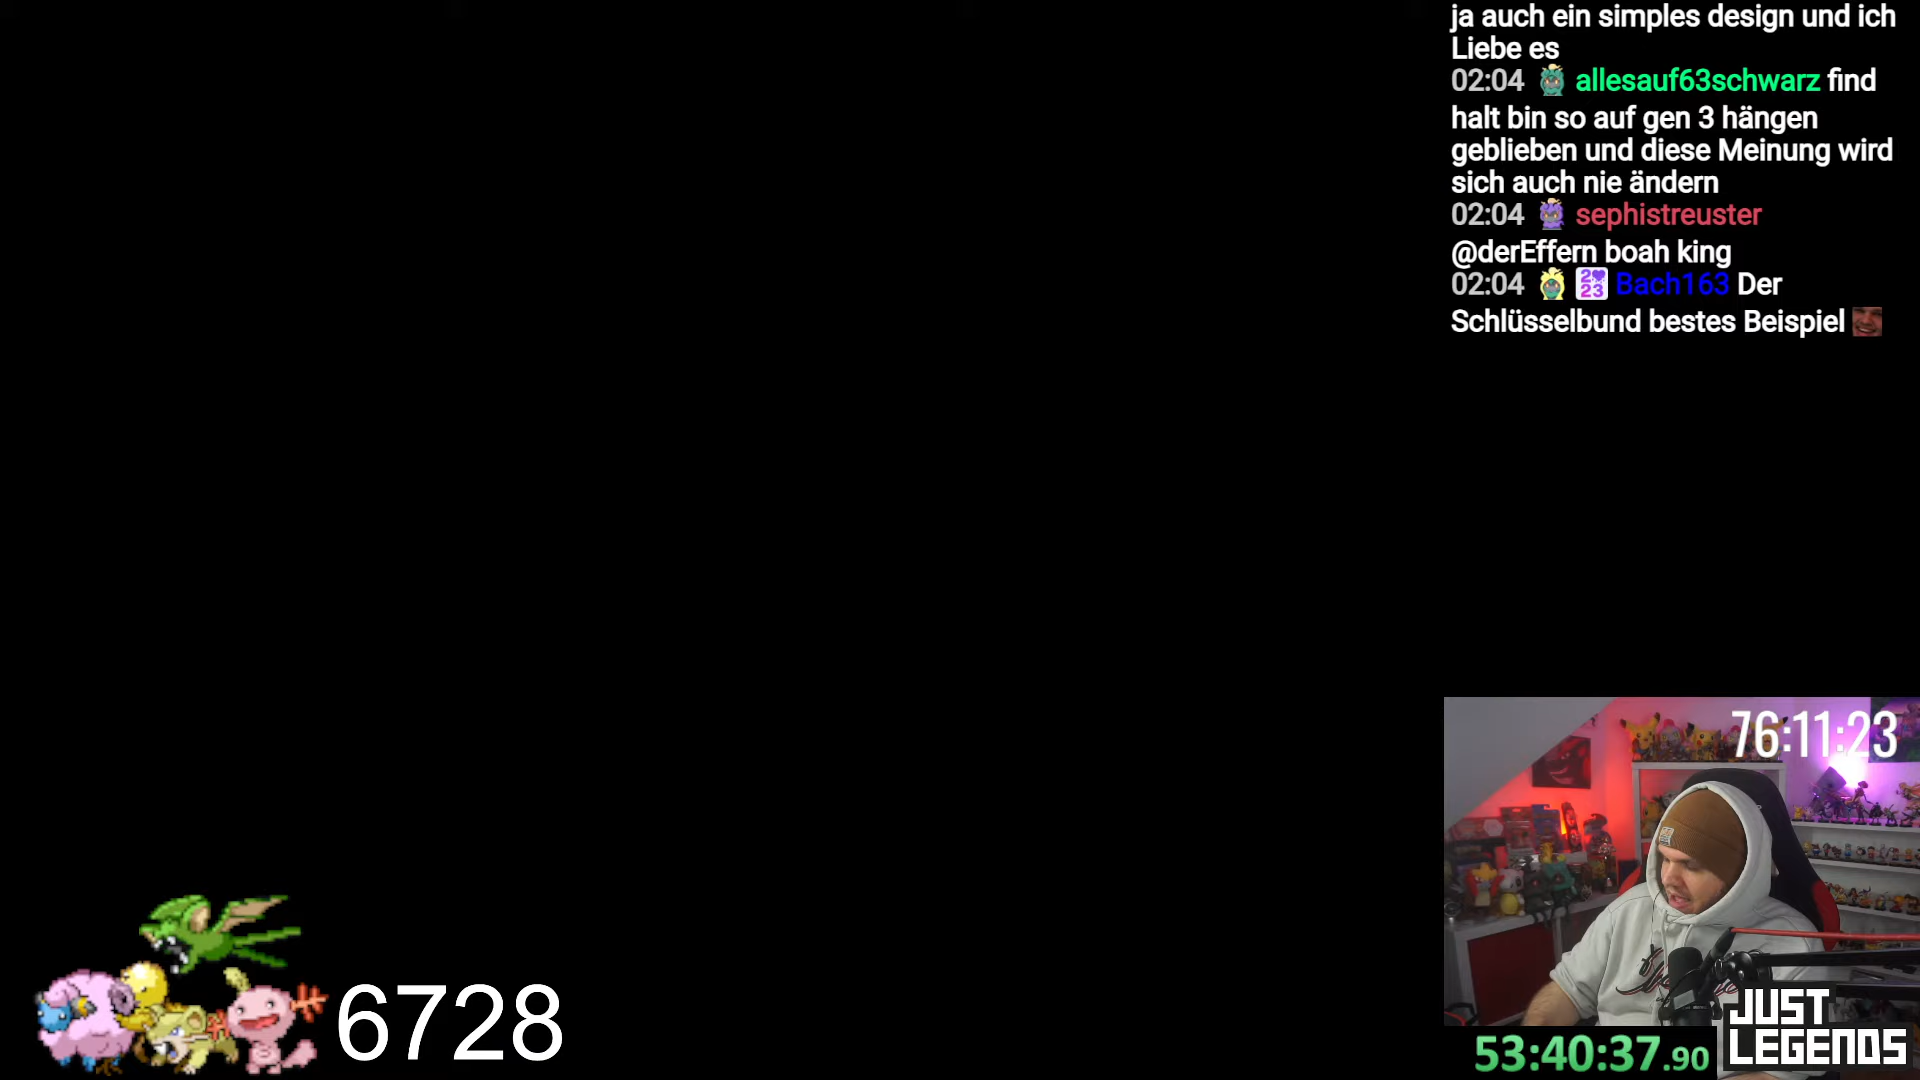 ja auch ein simples design und ich
Liebe es
02:04 allesauf63schwarz find
halt bin so auf gen 3 hängen
geblieben und diese Meinung wird
sich auch nie ändern
02:04 sephistreuster
@derEffern boah king
02:04 2023 Bach163 Der
Schlüsselbund bestes Beispiel
76:11:23
6728
JUST
LEGENDS
53:40:37.90